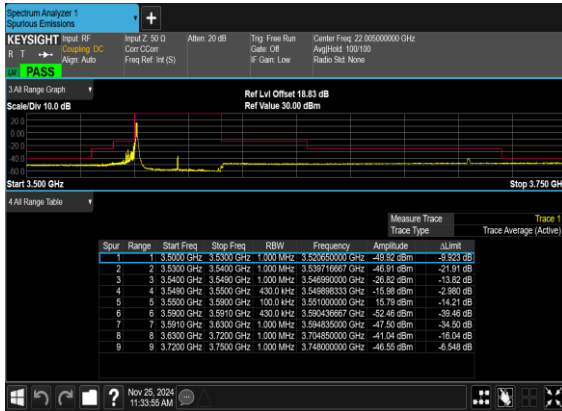 Spectrum Analyzer 1
Spurious Emissions
+
KEYSIGHT Input: RF Input Z: 50 Ω Atten: 20 dB Trig: Free Run Center Freq: 22.005000000 GHz
R T Coupling: DC Corr CCorr Gate: Off Avg|Hold: 100/100
Align: Auto Freq Ref: Int (S) IF Gain: Low Radio Std: None
PASS
3 All Range Graph
Ref Lvl Offset 18.83 dB
Scale/Div 10.0 dB Ref Value 30.00 dBm
20.0
0.00
-20.0
-40.0
-60.0
Start 3.500 GHz Stop 3.750 GH
4 All Range Table
Measure Trace Trace 1
Trace Type Trace Average (Active)
Spur Range Start Freq Stop Freq RBW Frequency Amplitude ΔLimit
1 1 3.5000 GHz 3.5300 GHz 1.000 MHz 3.520650000 GHz -49.92 dBm -9.923 dB
2 2 3.5300 GHz 3.5400 GHz 1.000 MHz 3.539716667 GHz -46.91 dBm -21.91 dB
3 3 3.5400 GHz 3.5490 GHz 1.000 MHz 3.546990000 GHz -26.82 dBm -13.82 dB
4 4 3.5490 GHz 3.5500 GHz 430.0 kHz 3.549898333 GHz -15.98 dBm -2.980 dB
5 5 3.5500 GHz 3.5900 GHz 100.0 kHz 3.551000000 GHz 15.79 dBm -14.21 dB
6 6 3.5900 GHz 3.5910 GHz 430.0 kHz 3.590436667 GHz -52.46 dBm -39.46 dB
7 7 3.5910 GHz 3.6300 GHz 1.000 MHz 3.594835000 GHz -47.50 dBm -34.50 dB
8 8 3.6300 GHz 3.7200 GHz 1.000 MHz 3.704850000 GHz -41.04 dBm -16.04 dB
9 9 3.7200 GHz 3.7500 GHz 1.000 MHz 3.748000000 GHz -46.55 dBm -6.548 dB
? Nov 25, 2024
11:33:55 AM